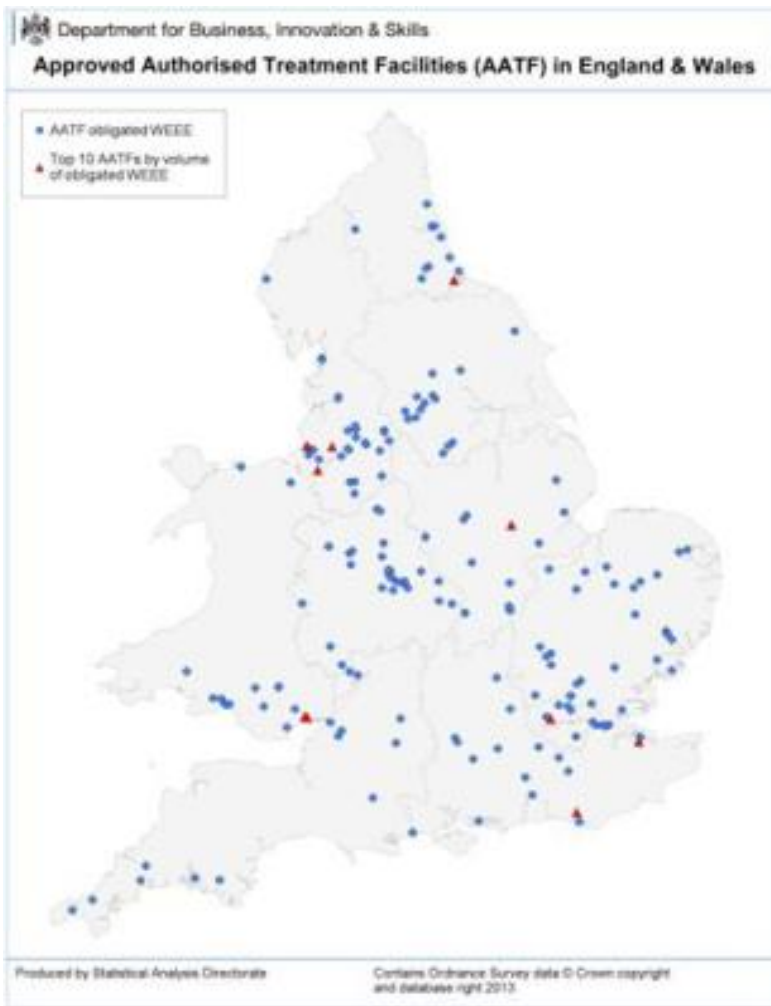 Department for Business, Innovation & Skills
Approved Authorised Treatment Facilities (AATF) in England & Wales
AATF obligated WEEE
Top 10 AATFs by volume
of obligated WEEE
Produced by Statistical Analysis Directorate
Contains Ordnance Survey data © Crown copyright
and database right 2013